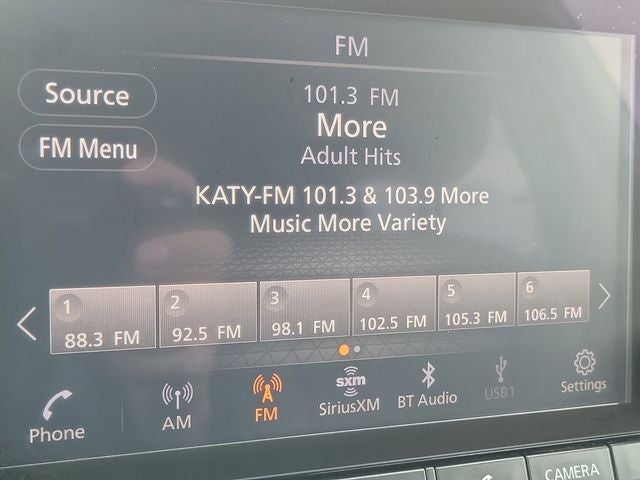 FM
Source
101.3 FM
More
FM Menu
Adult Hits
KATY-FM 101.3 & 103.9 More
Music More Variety
1
88.3 FM
2
92.5 FM
3
98.1 FM
4
102.5 FM
5
105.3 FM
6
106.5 FM
Phone
AM
FM
sxm
SiriusXM
BT Audio
USB1
Settings
CAMERA